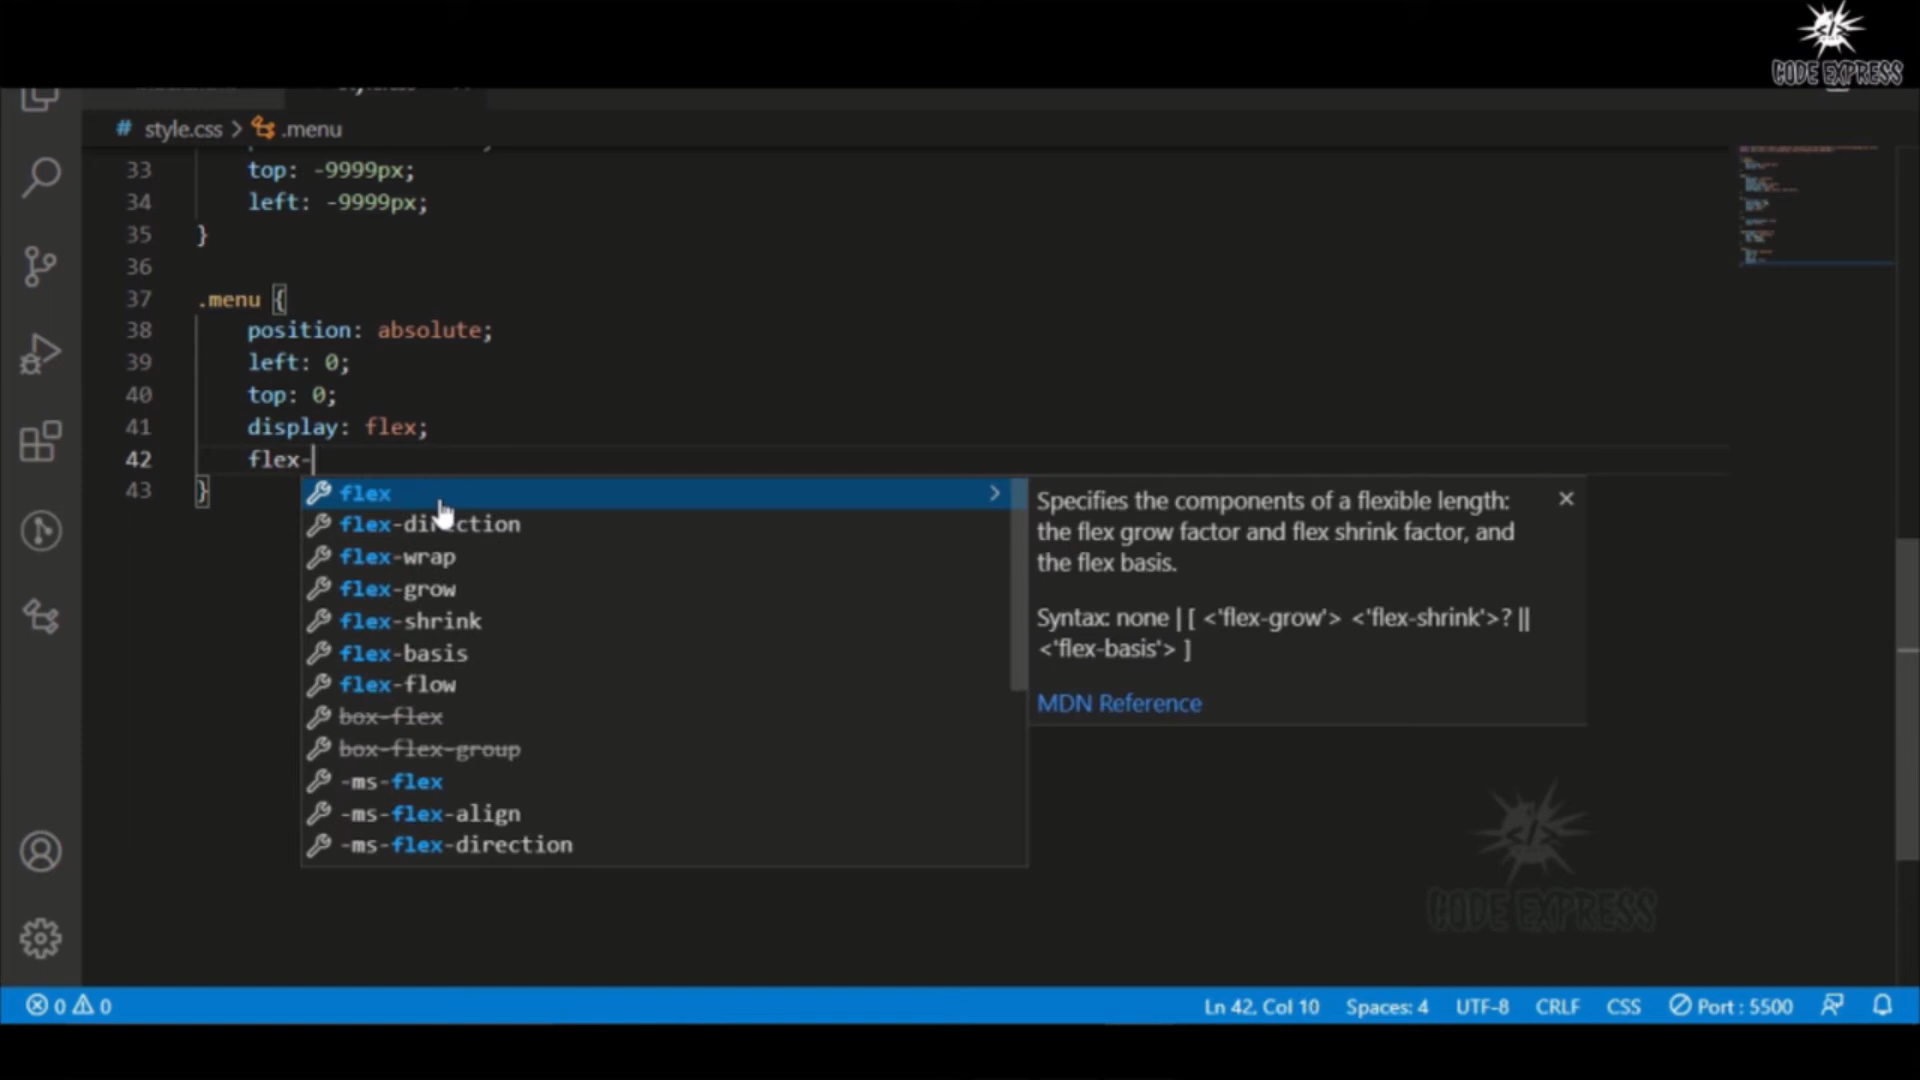 CODE EXPRESS
style.css
# style.css > .menu
33 top: -9999px;
34 left: -9999px;
35 }
36
37 .menu {
38 position: absolute;
39 left: 0;
40 top: 0;
41 display: flex;
42 flex-
43 }
flex
flex-direction
flex-wrap
flex-grow
flex-shrink
flex-basis
flex-flow
box-flex
box-flex-group
-ms-flex
-ms-flex-align
-ms-flex-direction
Specifies the components of a flexible length:
the flex grow factor and flex shrink factor, and
the flex basis.
Syntax: none | [ <'flex-grow'> <'flex-shrink'>? ||
<'flex-basis'> ]
MDN Reference
CODE EXPRESS
0 0 Ln 42, Col 10 Spaces: 4 UTF-8 CRLF CSS Port : 5500